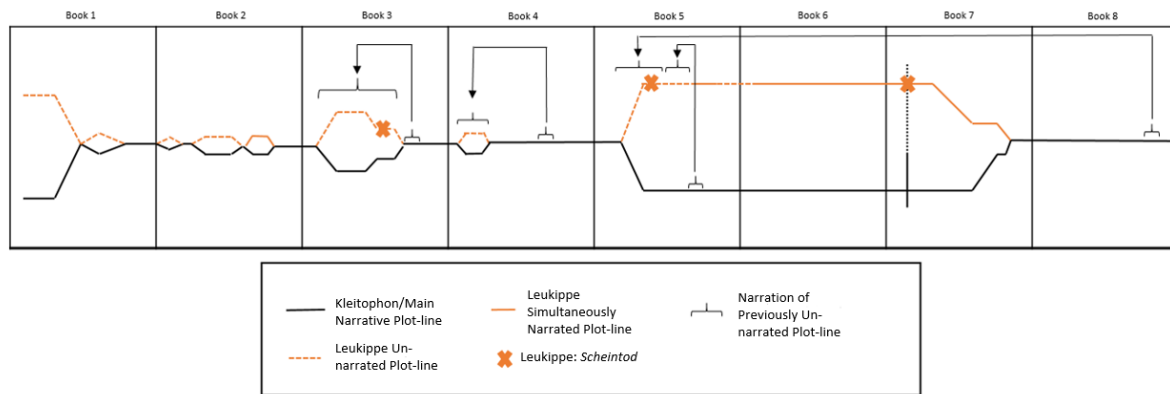 Book 1
Book 2
Book 3
Book 4
Book 5
Book 6
Book 7
Book 8
Kleitophon/Main
Narrative Plot-line
Leukippe Un-
narrated Plot-line
Leukippe
Simultaneously
Narrated Plot-line
Leukippe: Scheintod
Narration of
Previously Un-
narrated Plot-line